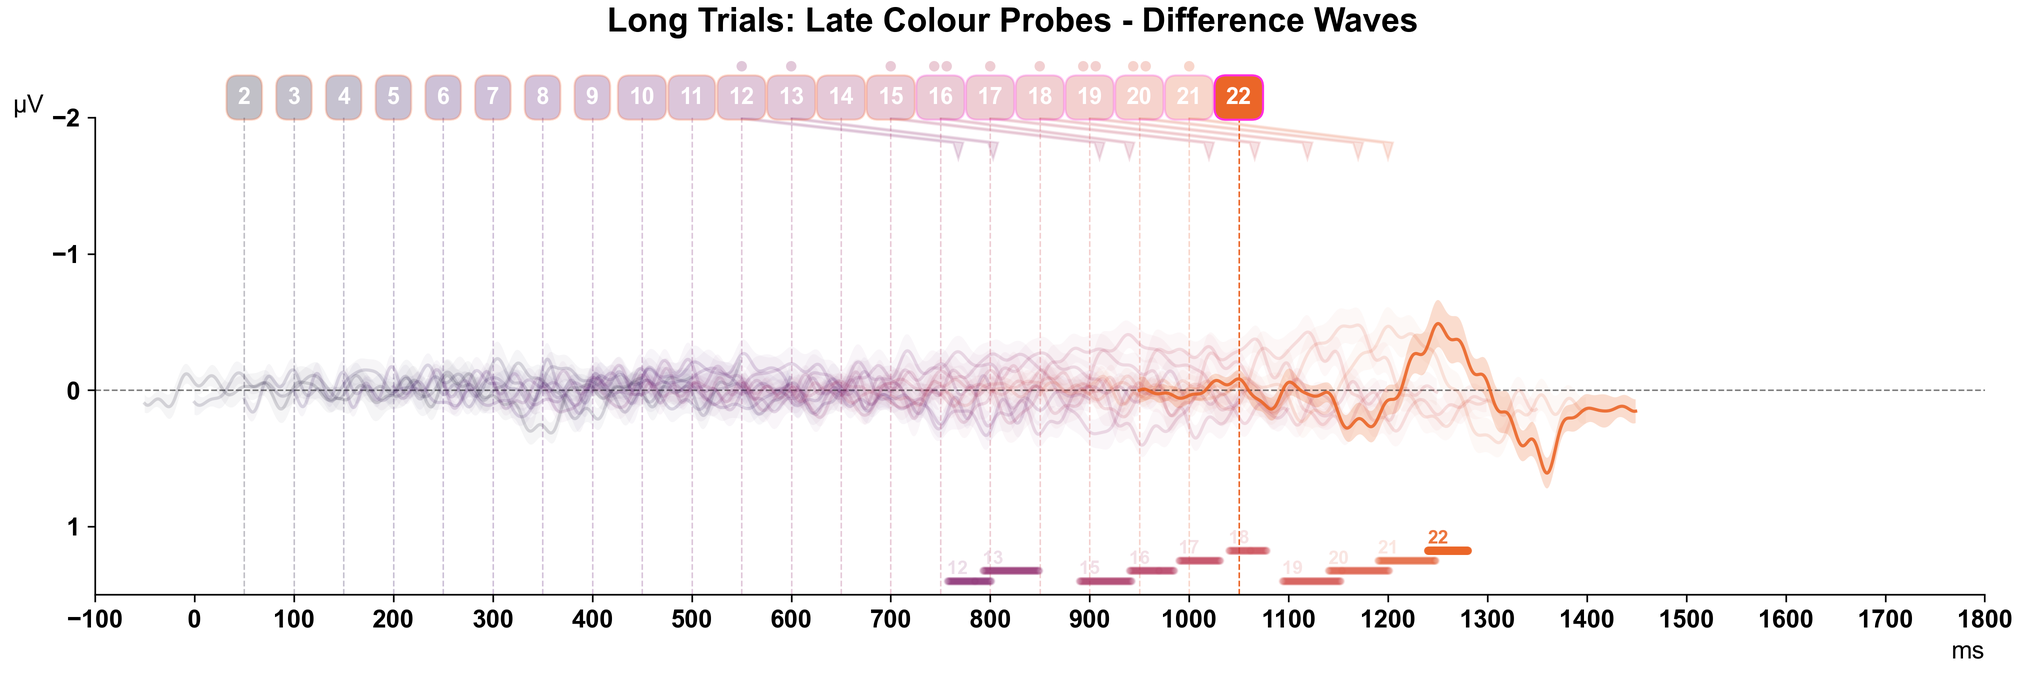 Long Trials: Late Colour Probes - Difference Waves
2 3 4 5 6 7 8 9 10 11 12 13 14 15 16 17 18 19 20 21 22
µV
−2
−1
0
1
12 13 15 16 17 18 19 20 21 22
−100 0 100 200 300 400 500 600 700 800 900 1000 1100 1200 1300 1400 1500 1600 1700 1800
ms